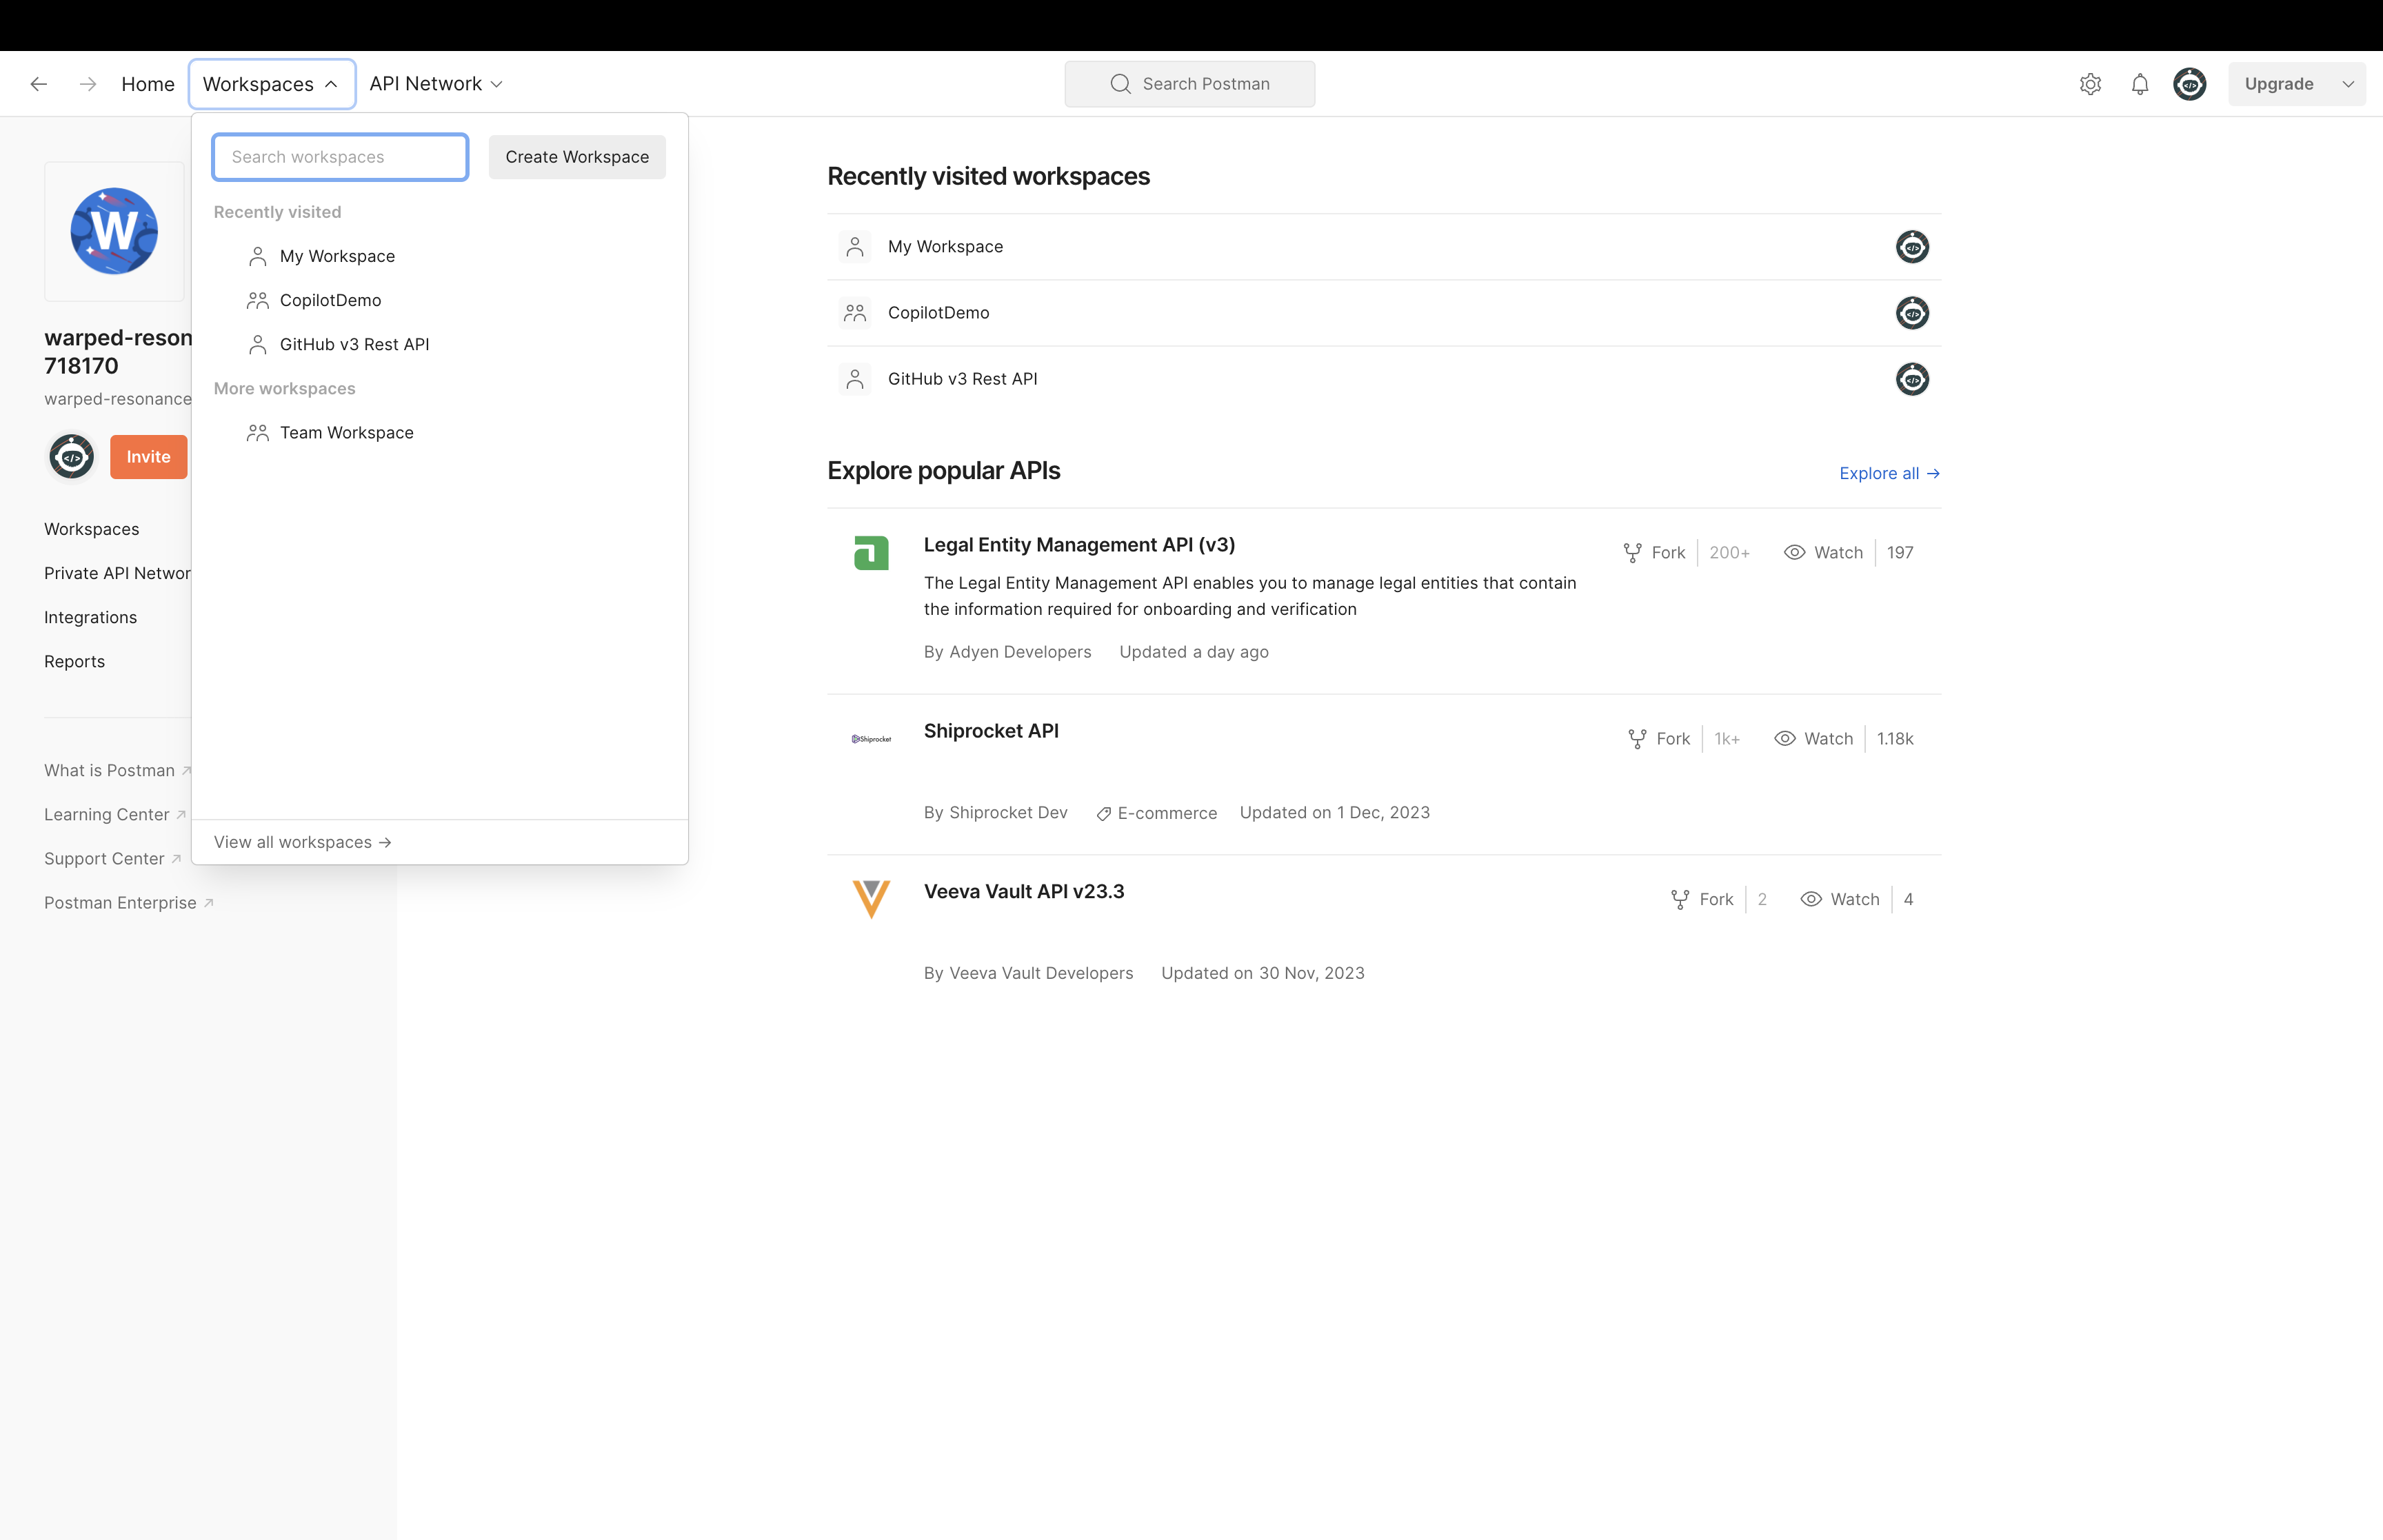 Home
Workspaces
API Network
Search Postman
Upgrade
Search workspaces
Create Workspace
Recently visited
My Workspace
CopilotDemo
GitHub v3 Rest API
More workspaces
Team Workspace
View all workspaces →
W
warped-reson
718170
warped-resonance
Invite
Workspaces
Private API Networ
Integrations
Reports
What is Postman
Learning Center
Support Center
Postman Enterprise
Recently visited workspaces
My Workspace
CopilotDemo
GitHub v3 Rest API
Explore popular APIs
Explore all →
Legal Entity Management API (v3)
Fork 200+ Watch 197
The Legal Entity Management API enables you to manage legal entities that contain
the information required for onboarding and verification
By Adyen Developers Updated a day ago
Shiprocket
Shiprocket API
Fork 1k+ Watch 1.18k
By Shiprocket Dev E-commerce Updated on 1 Dec, 2023
Veeva Vault API v23.3
Fork 2 Watch 4
By Veeva Vault Developers Updated on 30 Nov, 2023